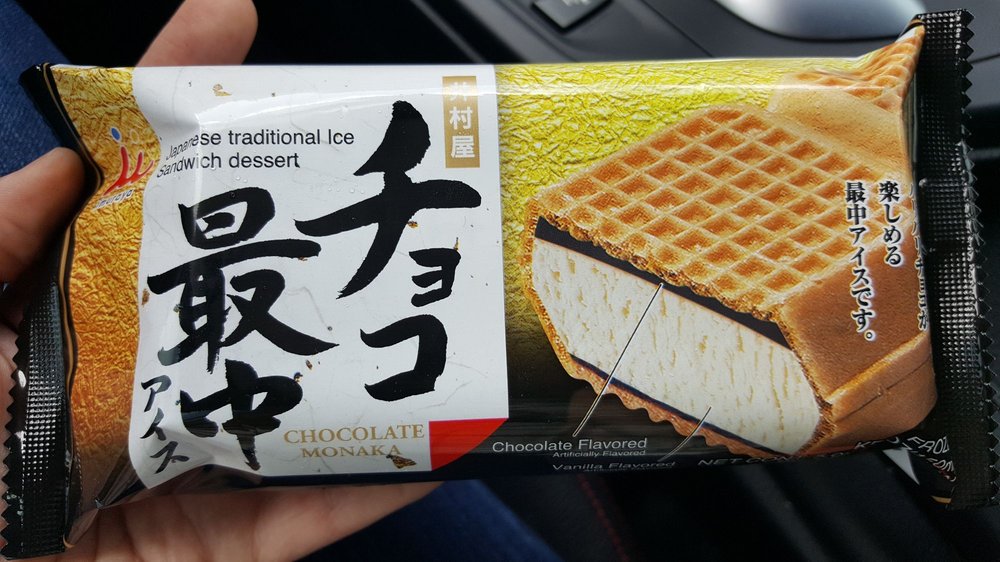 Japanese traditional Ice
Sandwich dessert
imuraya
井村屋
チョコ
最中
アイス
CHOCOLATE
MONAKA
楽しめる
最中アイスです。
Chocolate Flavored
Artificially Flavored
Vanilla Flavored